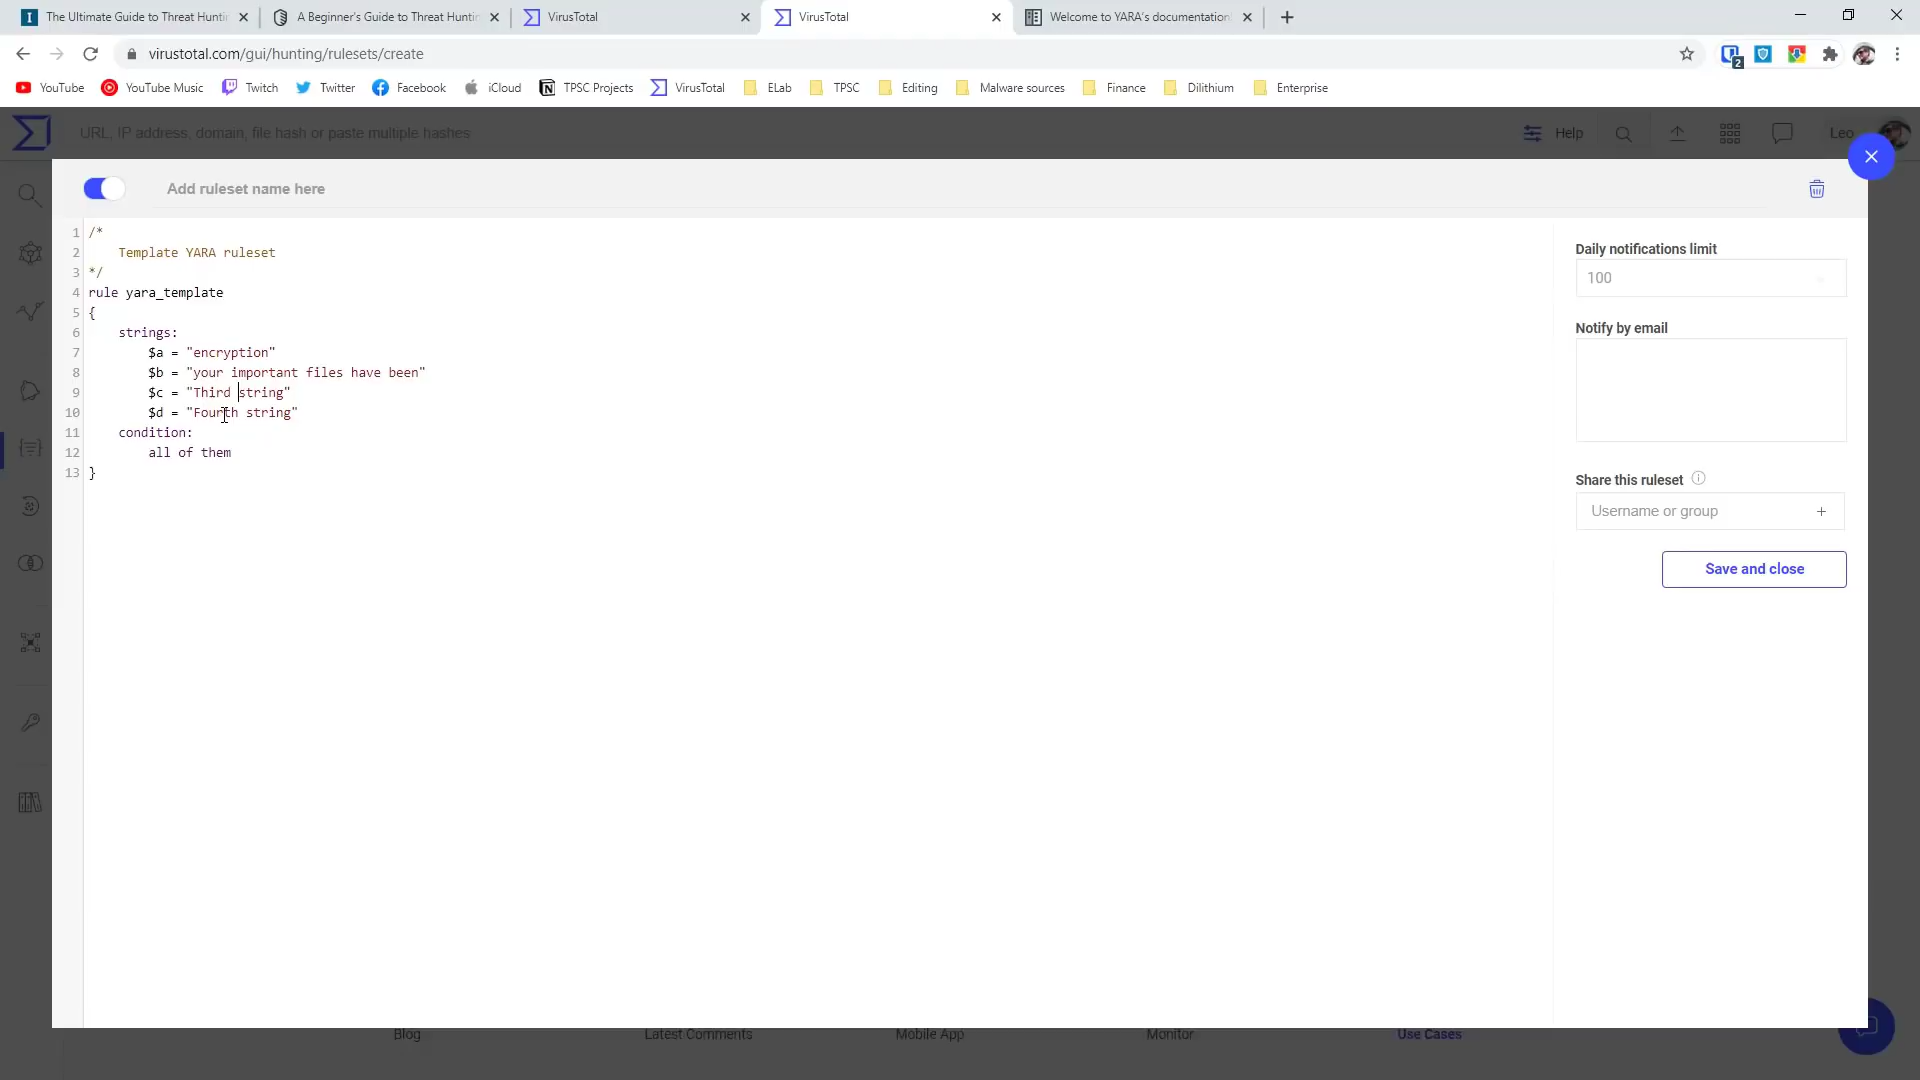 The Ultimate Guide to Threat Huntin
A Beginner's Guide to Threat Huntin
VirusTotal
VirusTotal
Welcome to YARA's documentation
virustotal.com/gui/hunting/rulesets/create
2
YouTube
YouTube Music
Twitch
Twitter
Facebook
iCloud
TPSC Projects
VirusTotal
ELab
TPSC
Editing
Malware sources
Finance
Dilithium
Enterprise
URL, IP address, domain, file hash or paste multiple hashes
Help
Leo
Add ruleset name here
1 /*
2 Template YARA ruleset
3 */
4 rule yara_template
5 {
6 strings:
7 $a = "encryption"
8 $b = "your important files have been"
9 $c = "Third string"
10 $d = "Fourth string"
11 condition:
12 all of them
13 }
Daily notifications limit
100
Notify by email
Share this ruleset
Username or group +
Save and close
Blog
Latest Comments
Mobile App
Monitor
Use Cases